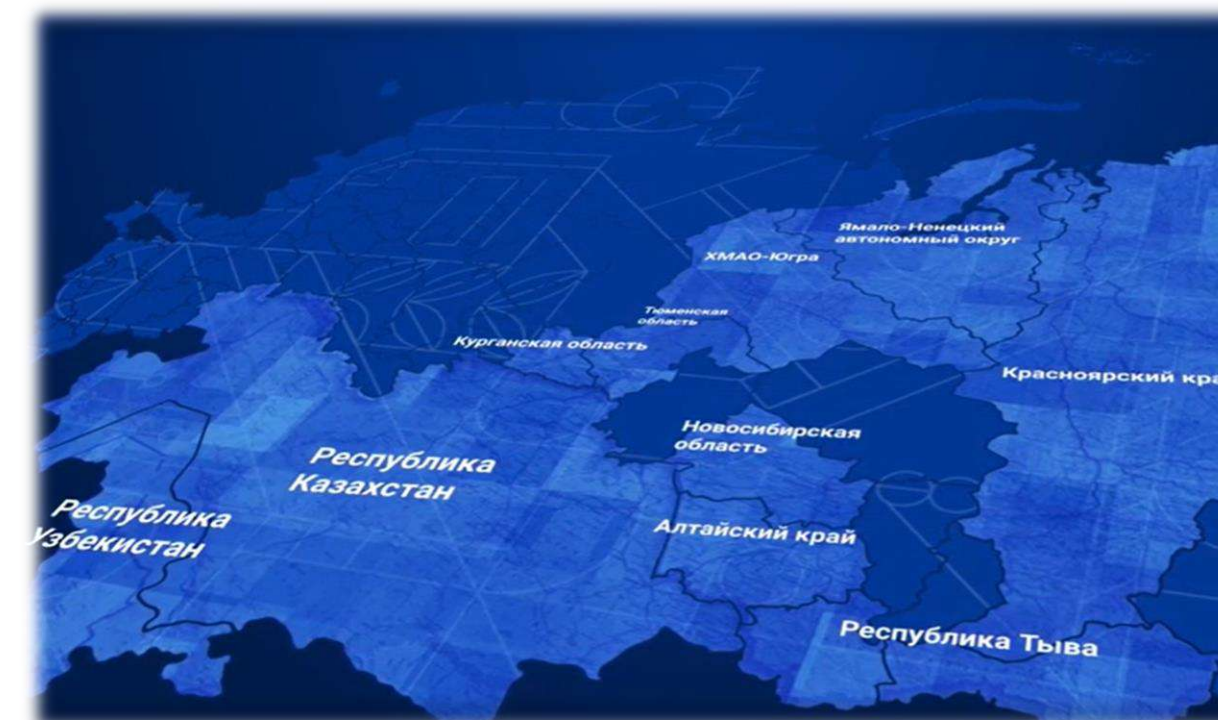 Ямало-Ненецкий
автономный округ
ХМАО-Югра
Тюменская
область
Курганская область
Красноярский кра
Новосибирская
область
Республика
Казахстан
Республика
Узбекистан
Алтайский край
Республика Тыва